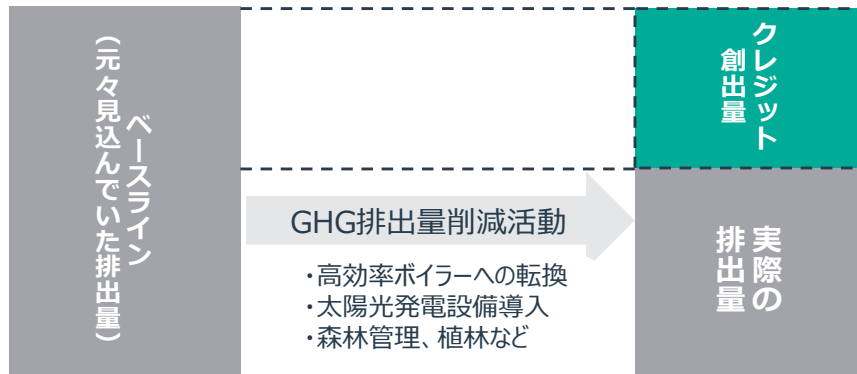 ベースライン
（元々見込んでいた排出量）
GHG排出量削減活動
・高効率ボイラーへの転換
・太陽光発電設備導入
・森林管理、植林など
クレジット
創出量
実際の
排出量